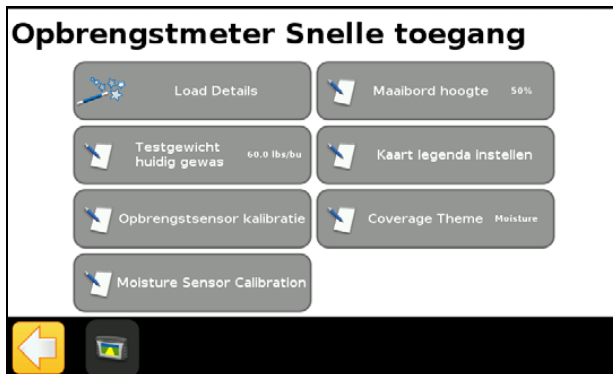 Opbrengstmeter Snelle toegang
Load Details
Maaibord hoogte 50%
Testgewicht
huidig gewas 60.0 lbs/bu
Kaart legenda instellen
Opbrengstsensor kalibratie
Coverage Theme Moisture
Moisture Sensor Calibration